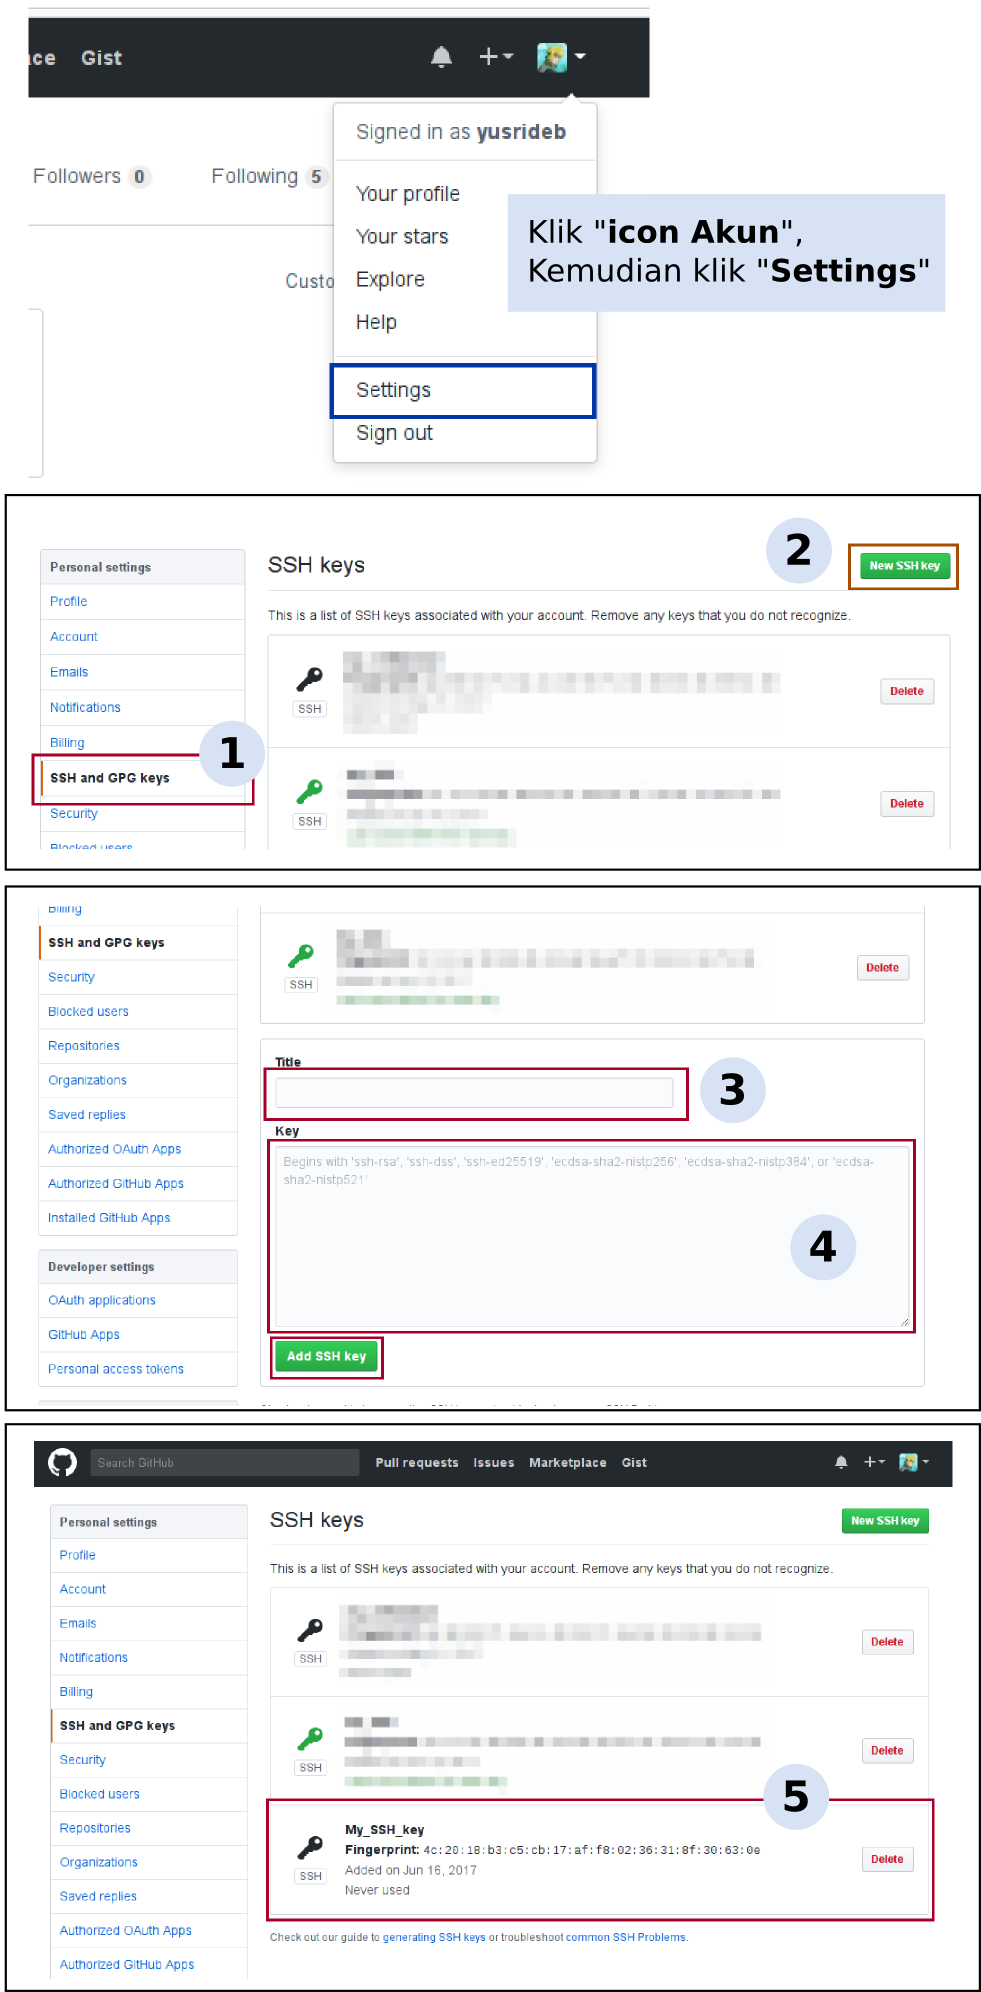 ce Gist
Signed in as yusrideb
Followers 0 Following 5
Your profile
Your stars
Custo
Explore
Help
Settings
Sign out
Klik "icon Akun",
Kemudian klik "Settings"
Personal settings
Profile
Account
Emails
Notifications
Billing
SSH and GPG keys
Security
Blocked users
1
SSH keys
2
New SSH key
This is a list of SSH keys associated with your account. Remove any keys that you do not recognize.
SSH
Delete
SSH
Delete
Billing
SSH and GPG keys
Security
Blocked users
Repositories
Organizations
Saved replies
Authorized OAuth Apps
Authorized GitHub Apps
Installed GitHub Apps
Developer settings
OAuth applications
GitHub Apps
Personal access tokens
SSH
Delete
Title
3
Key
Begins with 'ssh-rsa', 'ssh-dss', 'ssh-ed25519', 'ecdsa-sha2-nistp256', 'ecdsa-sha2-nistp384', or 'ecdsa-
sha2-nistp521'
4
Add SSH key
Search GitHub Pull requests Issues Marketplace Gist
Personal settings
Profile
Account
Emails
Notifications
Billing
SSH and GPG keys
Security
Blocked users
Repositories
Organizations
Saved replies
Authorized OAuth Apps
Authorized GitHub Apps
SSH keys
New SSH key
This is a list of SSH keys associated with your account. Remove any keys that you do not recognize.
SSH
Delete
SSH
Delete
5
My_SSH_key
Fingerprint: 4c:20:18:b3:c5:cb:17:af:f8:02:36:31:8f:30:63:0e
Added on Jun 16, 2017
Never used
SSH
Delete
Check out our guide to generating SSH keys or troubleshoot common SSH Problems.